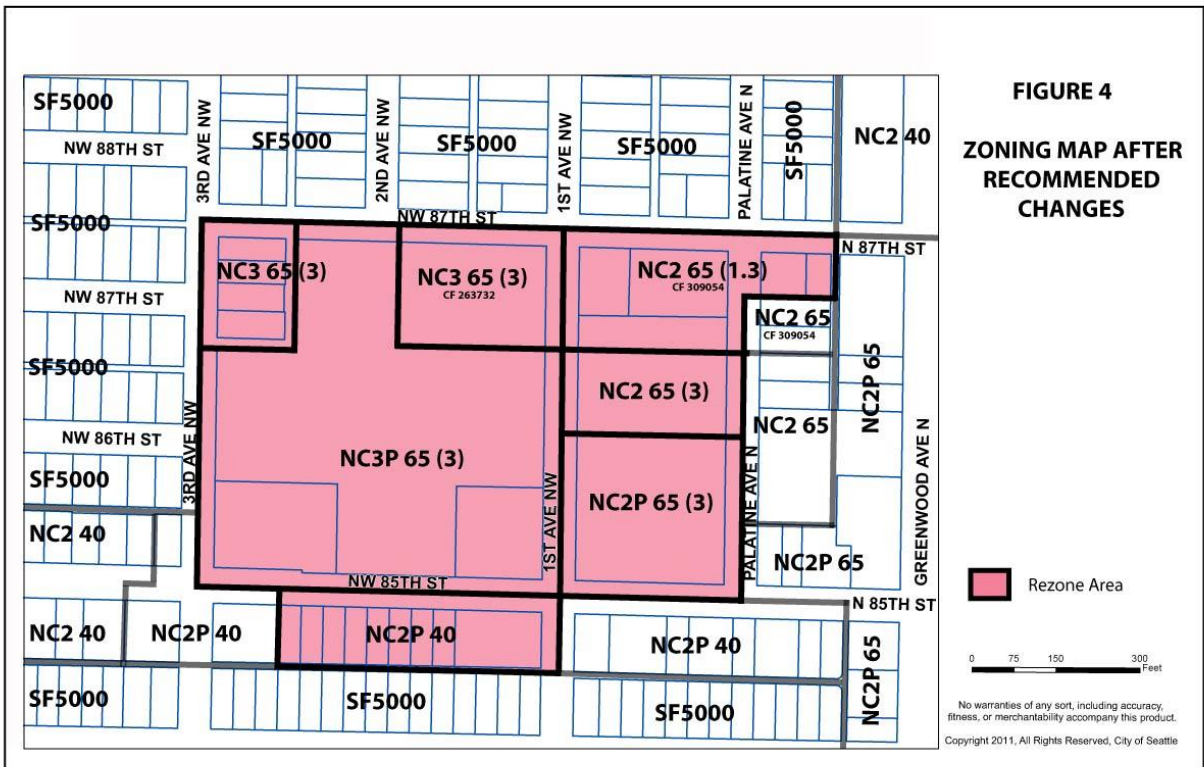 FIGURE 4
ZONING MAP AFTER
RECOMMENDED
CHANGES
SF5000
NW 88TH ST
3RD AVE NW
SF5000
2ND AVE NW
SF5000
1ST AVE NW
SF5000
PALATINE AVE N
SF5000
NC2 40
SF5000
NW 87TH ST
N 87TH ST
NC3 65 (3)
NC3 65 (3)
CF 263732
NC2 65 (1.3)
CF 309054
NW 87TH ST
NC2 65
CF 309054
SF5000
NC2P 65
NC2 65 (3)
NC2 65
NW 86TH ST
3RD AVE NW
NC3P 65 (3)
SF5000
1ST AVE NW
NC2P 65 (3)
PALATINE AVE N
GREENWOOD AVE N
NC2 40
NC2P 65
NW 85TH ST
N 85TH ST
Rezone Area
NC2 40
NC2P 40
NC2P 40
NC2P 40
NC2P 65
0 75 150 300
Feet
SF5000
SF5000
SF5000
No warranties of any sort, including accuracy,
fitness, or merchantability accompany this product.
Copyright 2011, All Rights Reserved, City of Seattle